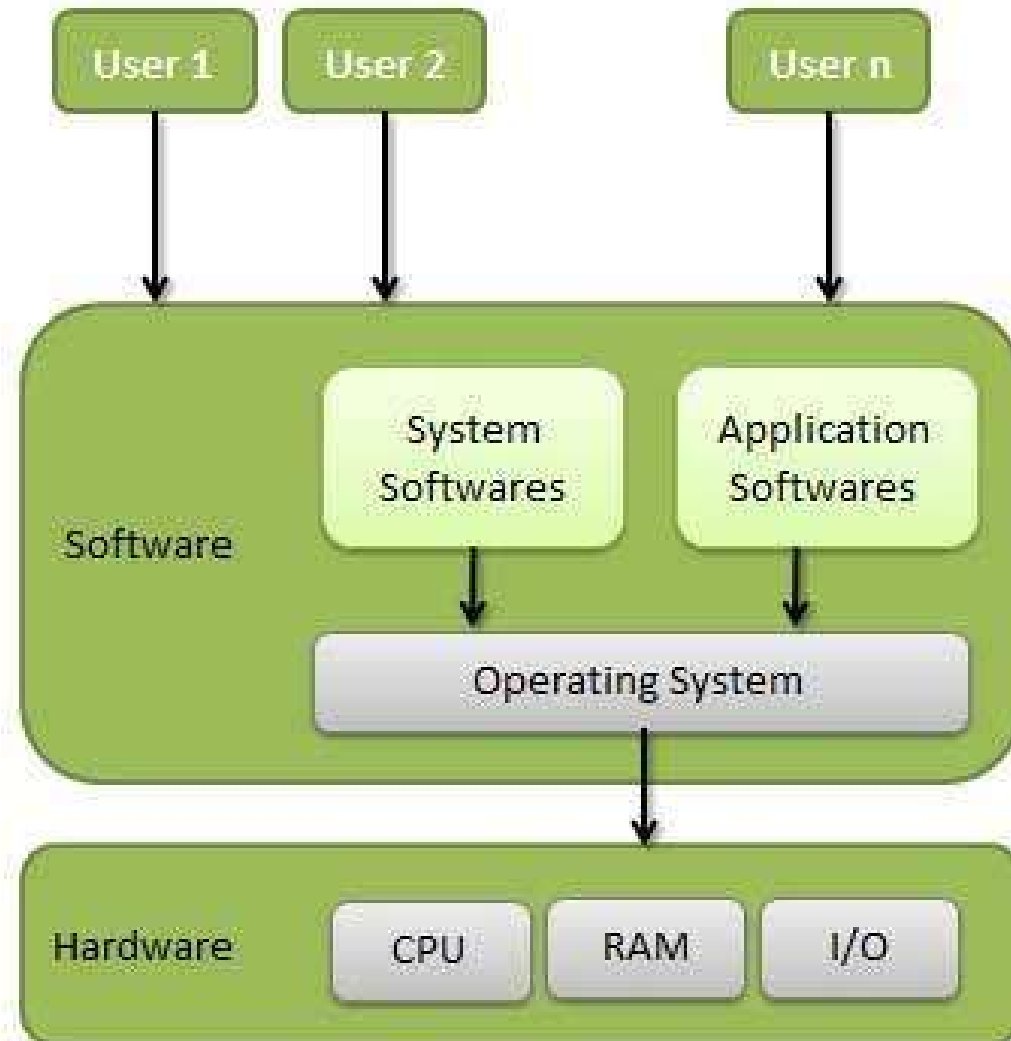 User 1
User 2
User n
System
Softwares
Application
Softwares
Software
Operating System
Hardware
CPU
RAM
I/O